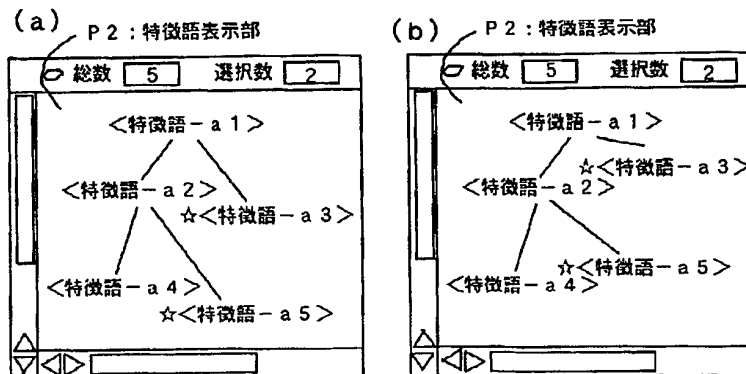 (a)
P2:特徴語表示部
総数 5 選択数 2
<特徴語-a1>
<特徴語-a2>
☆<特徴語-a3>
<特徴語-a4>
☆<特徴語-a5>
(b)
P2:特徴語表示部
総数 5 選択数 2
<特徴語-a1>
☆<特徴語-a3>
<特徴語-a2>
☆<特徴語-a5>
<特徴語-a4>